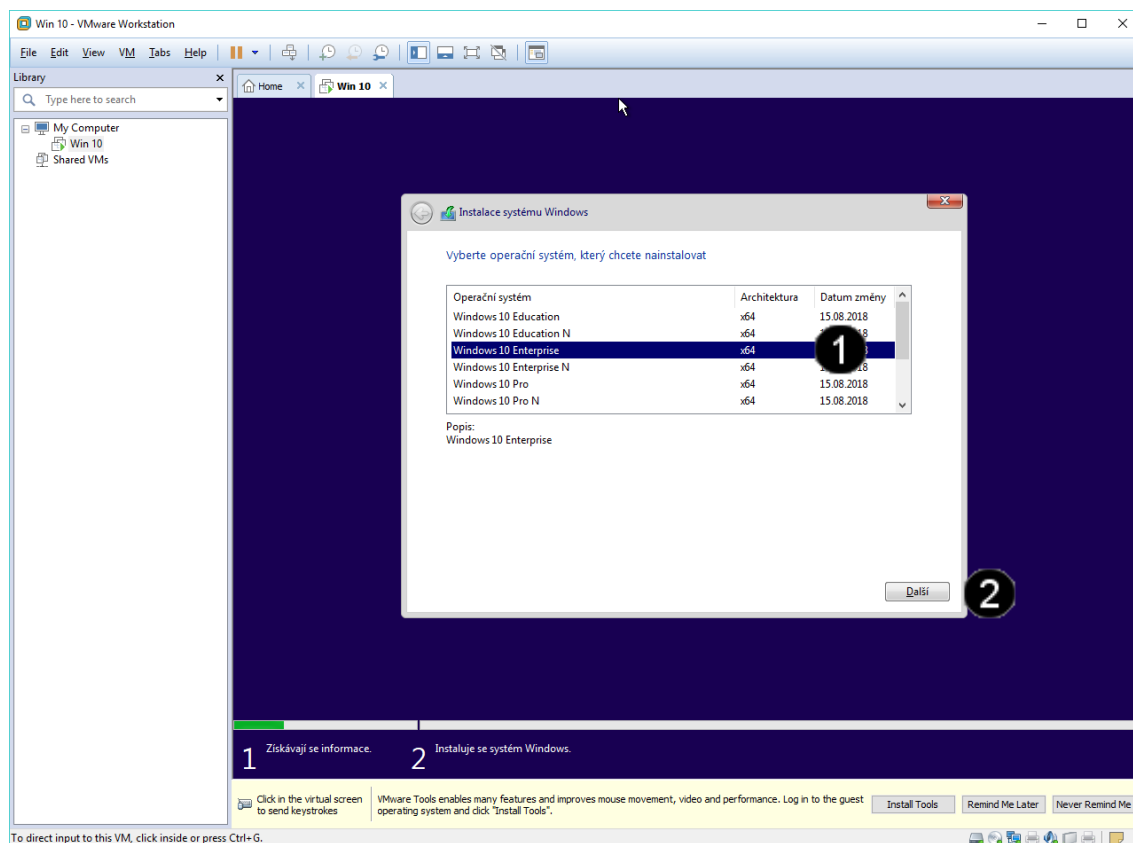 Win 10 - VMware Workstation
File Edit View VM Tabs Help
Library
Type here to search
My Computer
Win 10
Shared VMs
Home
Win 10
Instalace systému Windows
Vyberte operační systém, který chcete nainstalovat
Operační systém Architektura Datum změny
Windows 10 Education x64 15.08.2018
Windows 10 Education N x64
Windows 10 Enterprise x64
1
Windows 10 Enterprise N x64
Windows 10 Pro x64 15.08.2018
Windows 10 Pro N x64 15.08.2018
Popis:
Windows 10 Enterprise
Další
2
1 Získávají se informace.
2 Instaluje se systém Windows.
Click in the virtual screen
to send keystrokes
VMware Tools enables many features and improves mouse movement, video and performance. Log in to the guest
operating system and click "Install Tools".
Install Tools
Remind Me Later
Never Remind Me
To direct input to this VM, click inside or press Ctrl+G.